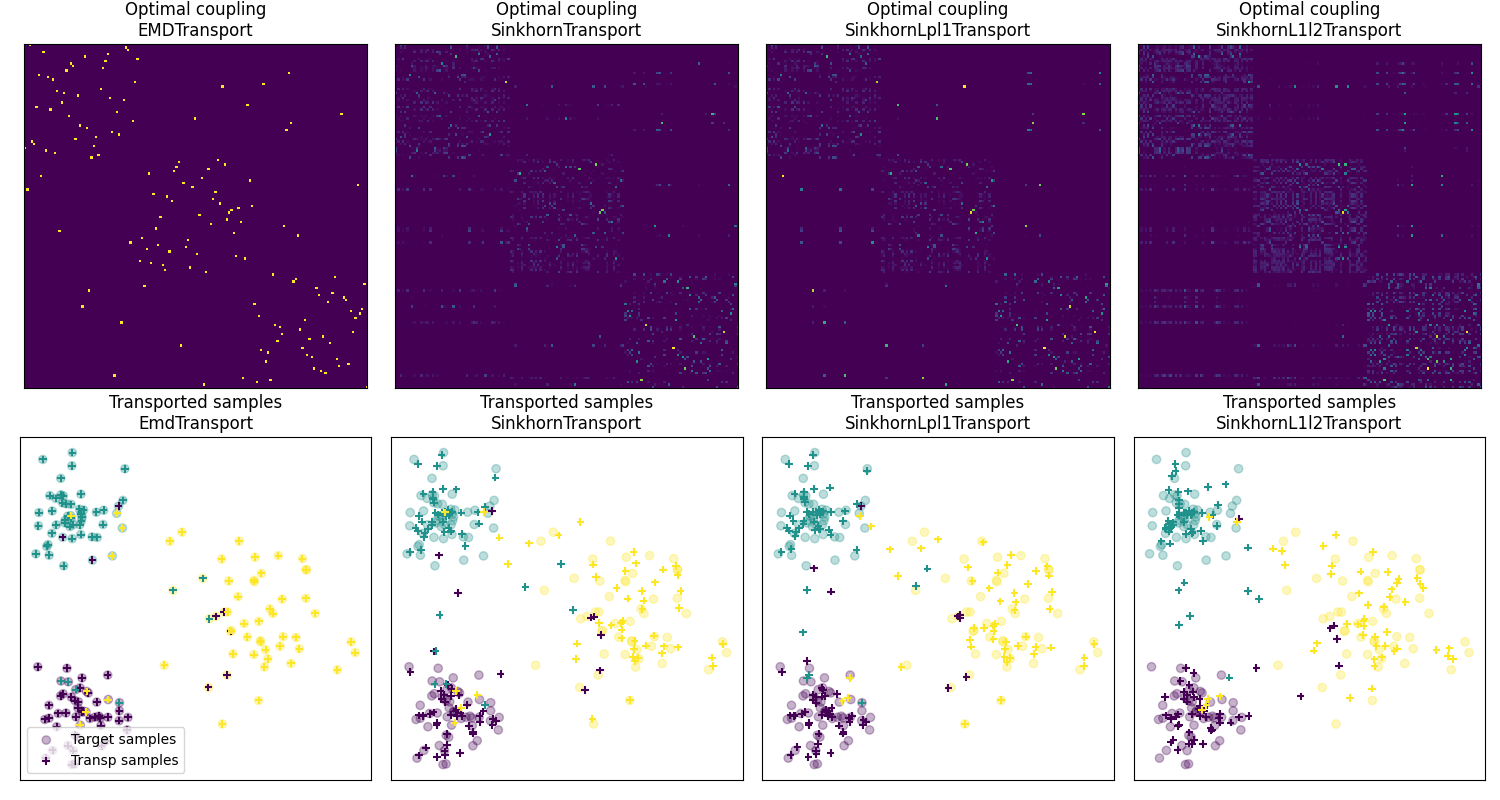 Optimal coupling
EMDTransport
Optimal coupling
SinkhornTransport
Optimal coupling
SinkhornLpl1Transport
Optimal coupling
SinkhornL1l2Transport
Transported samples
EmdTransport
Transported samples
SinkhornTransport
Transported samples
SinkhornLpl1Transport
Transported samples
SinkhornL1l2Transport
Target samples
Transp samples